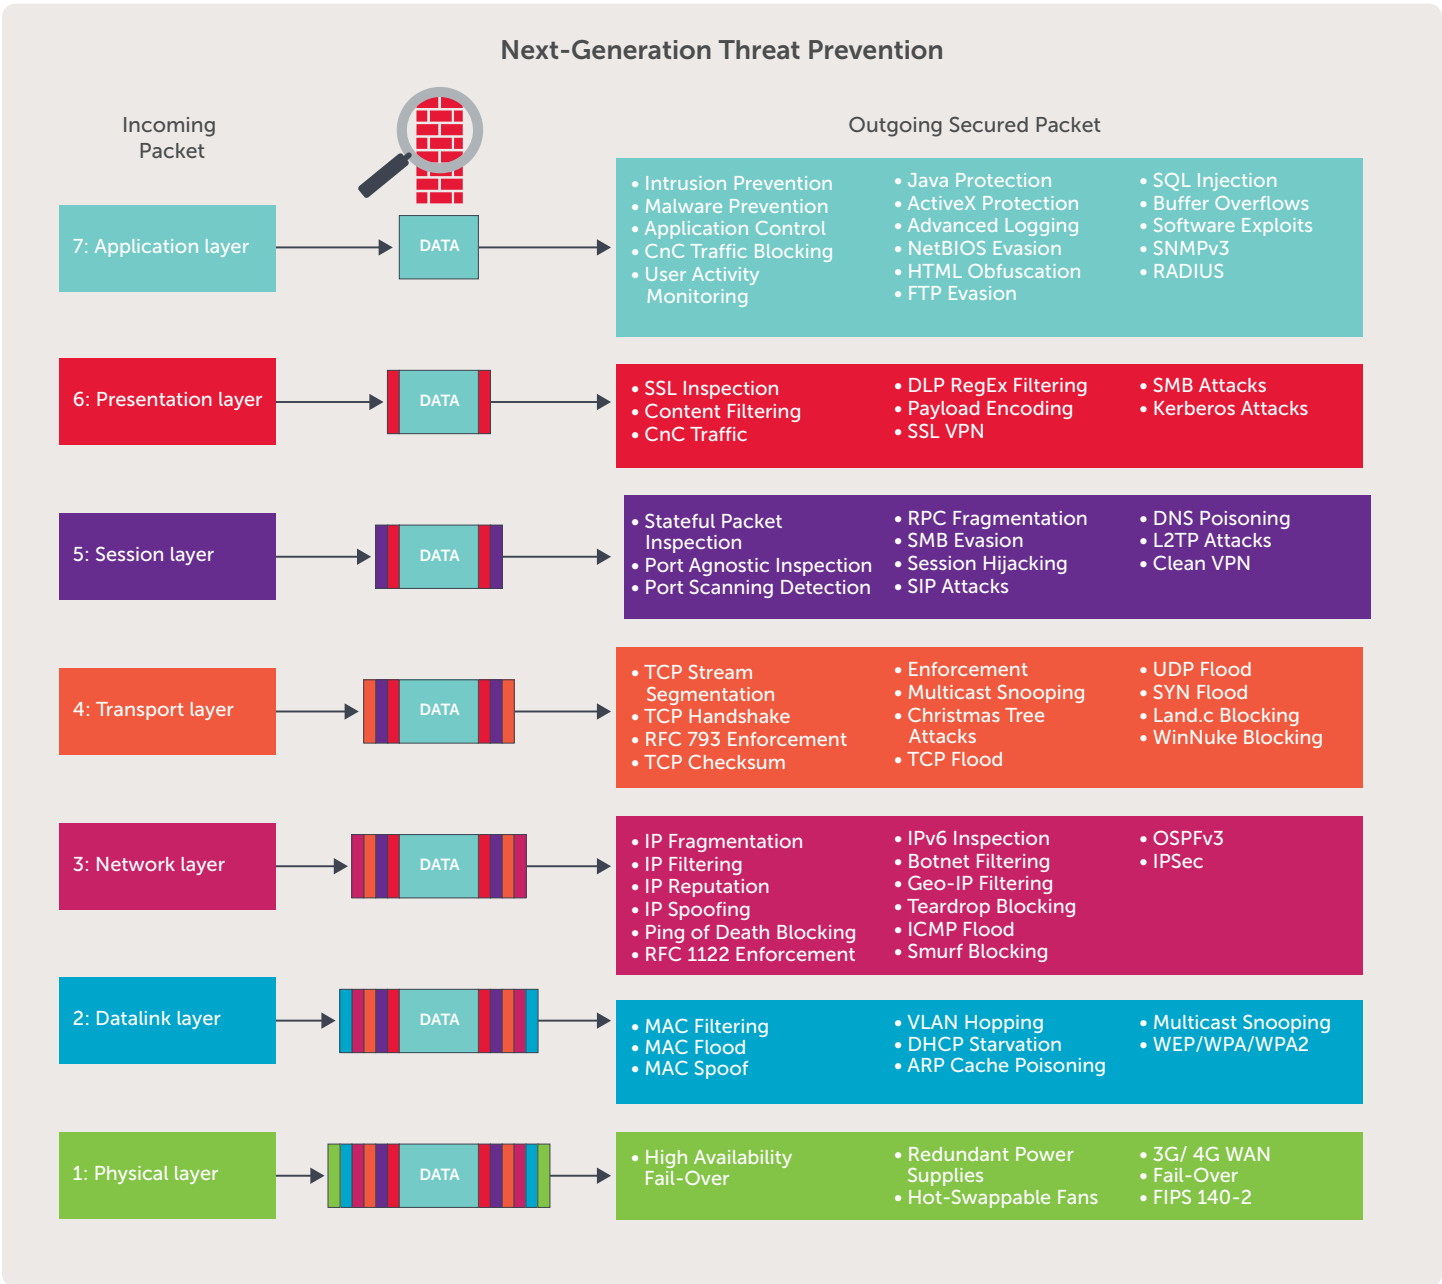 Next-Generation Threat Prevention
Incoming
Packet
Outgoing Secured Packet
7: Application layer
DATA
• Intrusion Prevention
• Malware Prevention
• Application Control
• CnC Traffic Blocking
• User Activity
Monitoring
• Java Protection
• ActiveX Protection
• Advanced Logging
• NetBIOS Evasion
• HTML Obfuscation
• FTP Evasion
• SQL Injection
• Buffer Overflows
• Software Exploits
• SNMPv3
• RADIUS
6: Presentation layer
DATA
• SSL Inspection
• Content Filtering
• CnC Traffic
• DLP RegEx Filtering
• Payload Encoding
• SSL VPN
• SMB Attacks
• Kerberos Attacks
5: Session layer
DATA
• Stateful Packet
Inspection
• Port Agnostic Inspection
• Port Scanning Detection
• RPC Fragmentation
• SMB Evasion
• Session Hijacking
• SIP Attacks
• DNS Poisoning
• L2TP Attacks
• Clean VPN
4: Transport layer
DATA
• TCP Stream
Segmentation
• TCP Handshake
• RFC 793 Enforcement
• TCP Checksum
• Enforcement
• Multicast Snooping
• Christmas Tree
Attacks
• TCP Flood
• UDP Flood
• SYN Flood
• Land.c Blocking
• WinNuke Blocking
3: Network layer
DATA
• IP Fragmentation
• IP Filtering
• IP Reputation
• IP Spoofing
• Ping of Death Blocking
• RFC 1122 Enforcement
• IPv6 Inspection
• Botnet Filtering
• Geo-IP Filtering
• Teardrop Blocking
• ICMP Flood
• Smurf Blocking
• OSPFv3
• IPSec
2: Datalink layer
DATA
• MAC Filtering
• MAC Flood
• MAC Spoof
• VLAN Hopping
• DHCP Starvation
• ARP Cache Poisoning
• Multicast Snooping
• WEP/WPA/WPA2
1: Physical layer
DATA
• High Availability
Fail-Over
• Redundant Power
Supplies
• Hot-Swappable Fans
• 3G/ 4G WAN
• Fail-Over
• FIPS 140-2